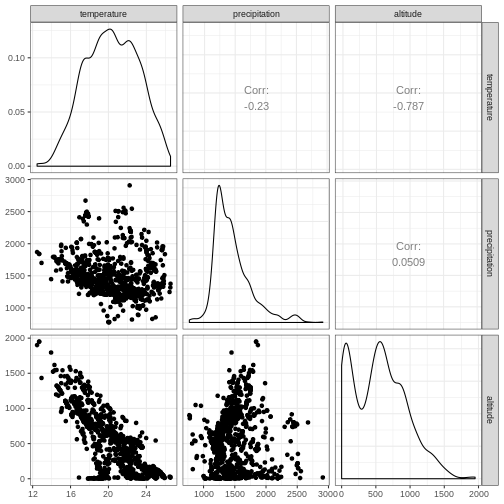 temperature precipitation altitude
0.10
0.05
0.00
Corr:
-0.23
Corr:
-0.787
temperature
3000
2500
2000
1500
1000
Corr:
0.0509
precipitation
2000
1500
1000
500
0
altitude
12 16 20 24
1000 1500 2000 2500 3000
0 500 1000 1500 2000